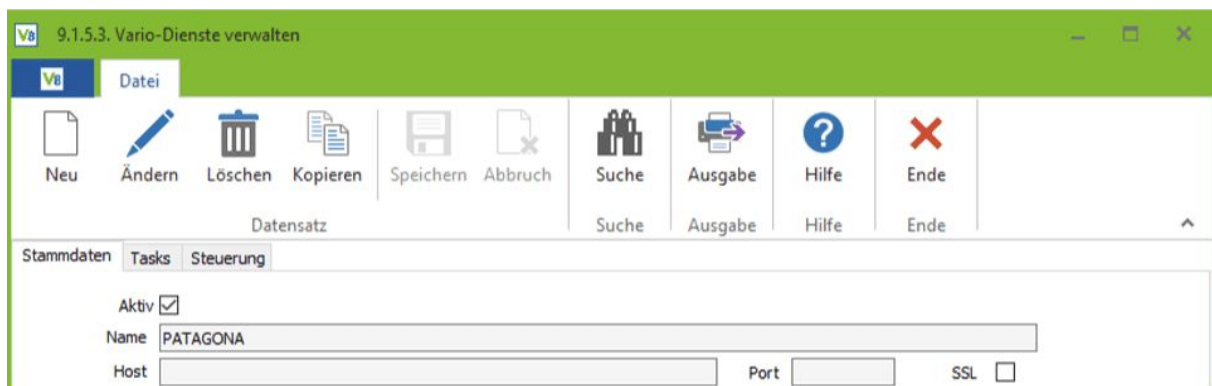 V8 9.1.5.3. Vario-Dienste verwalten
V8 Datei
Neu Ändern Löschen Kopieren Speichern Abbruch Suche Ausgabe Hilfe Ende
Datensatz Suche Ausgabe Hilfe Ende
Stammdaten Tasks Steuerung
Aktiv
Name PATAGONA
Host Port SSL